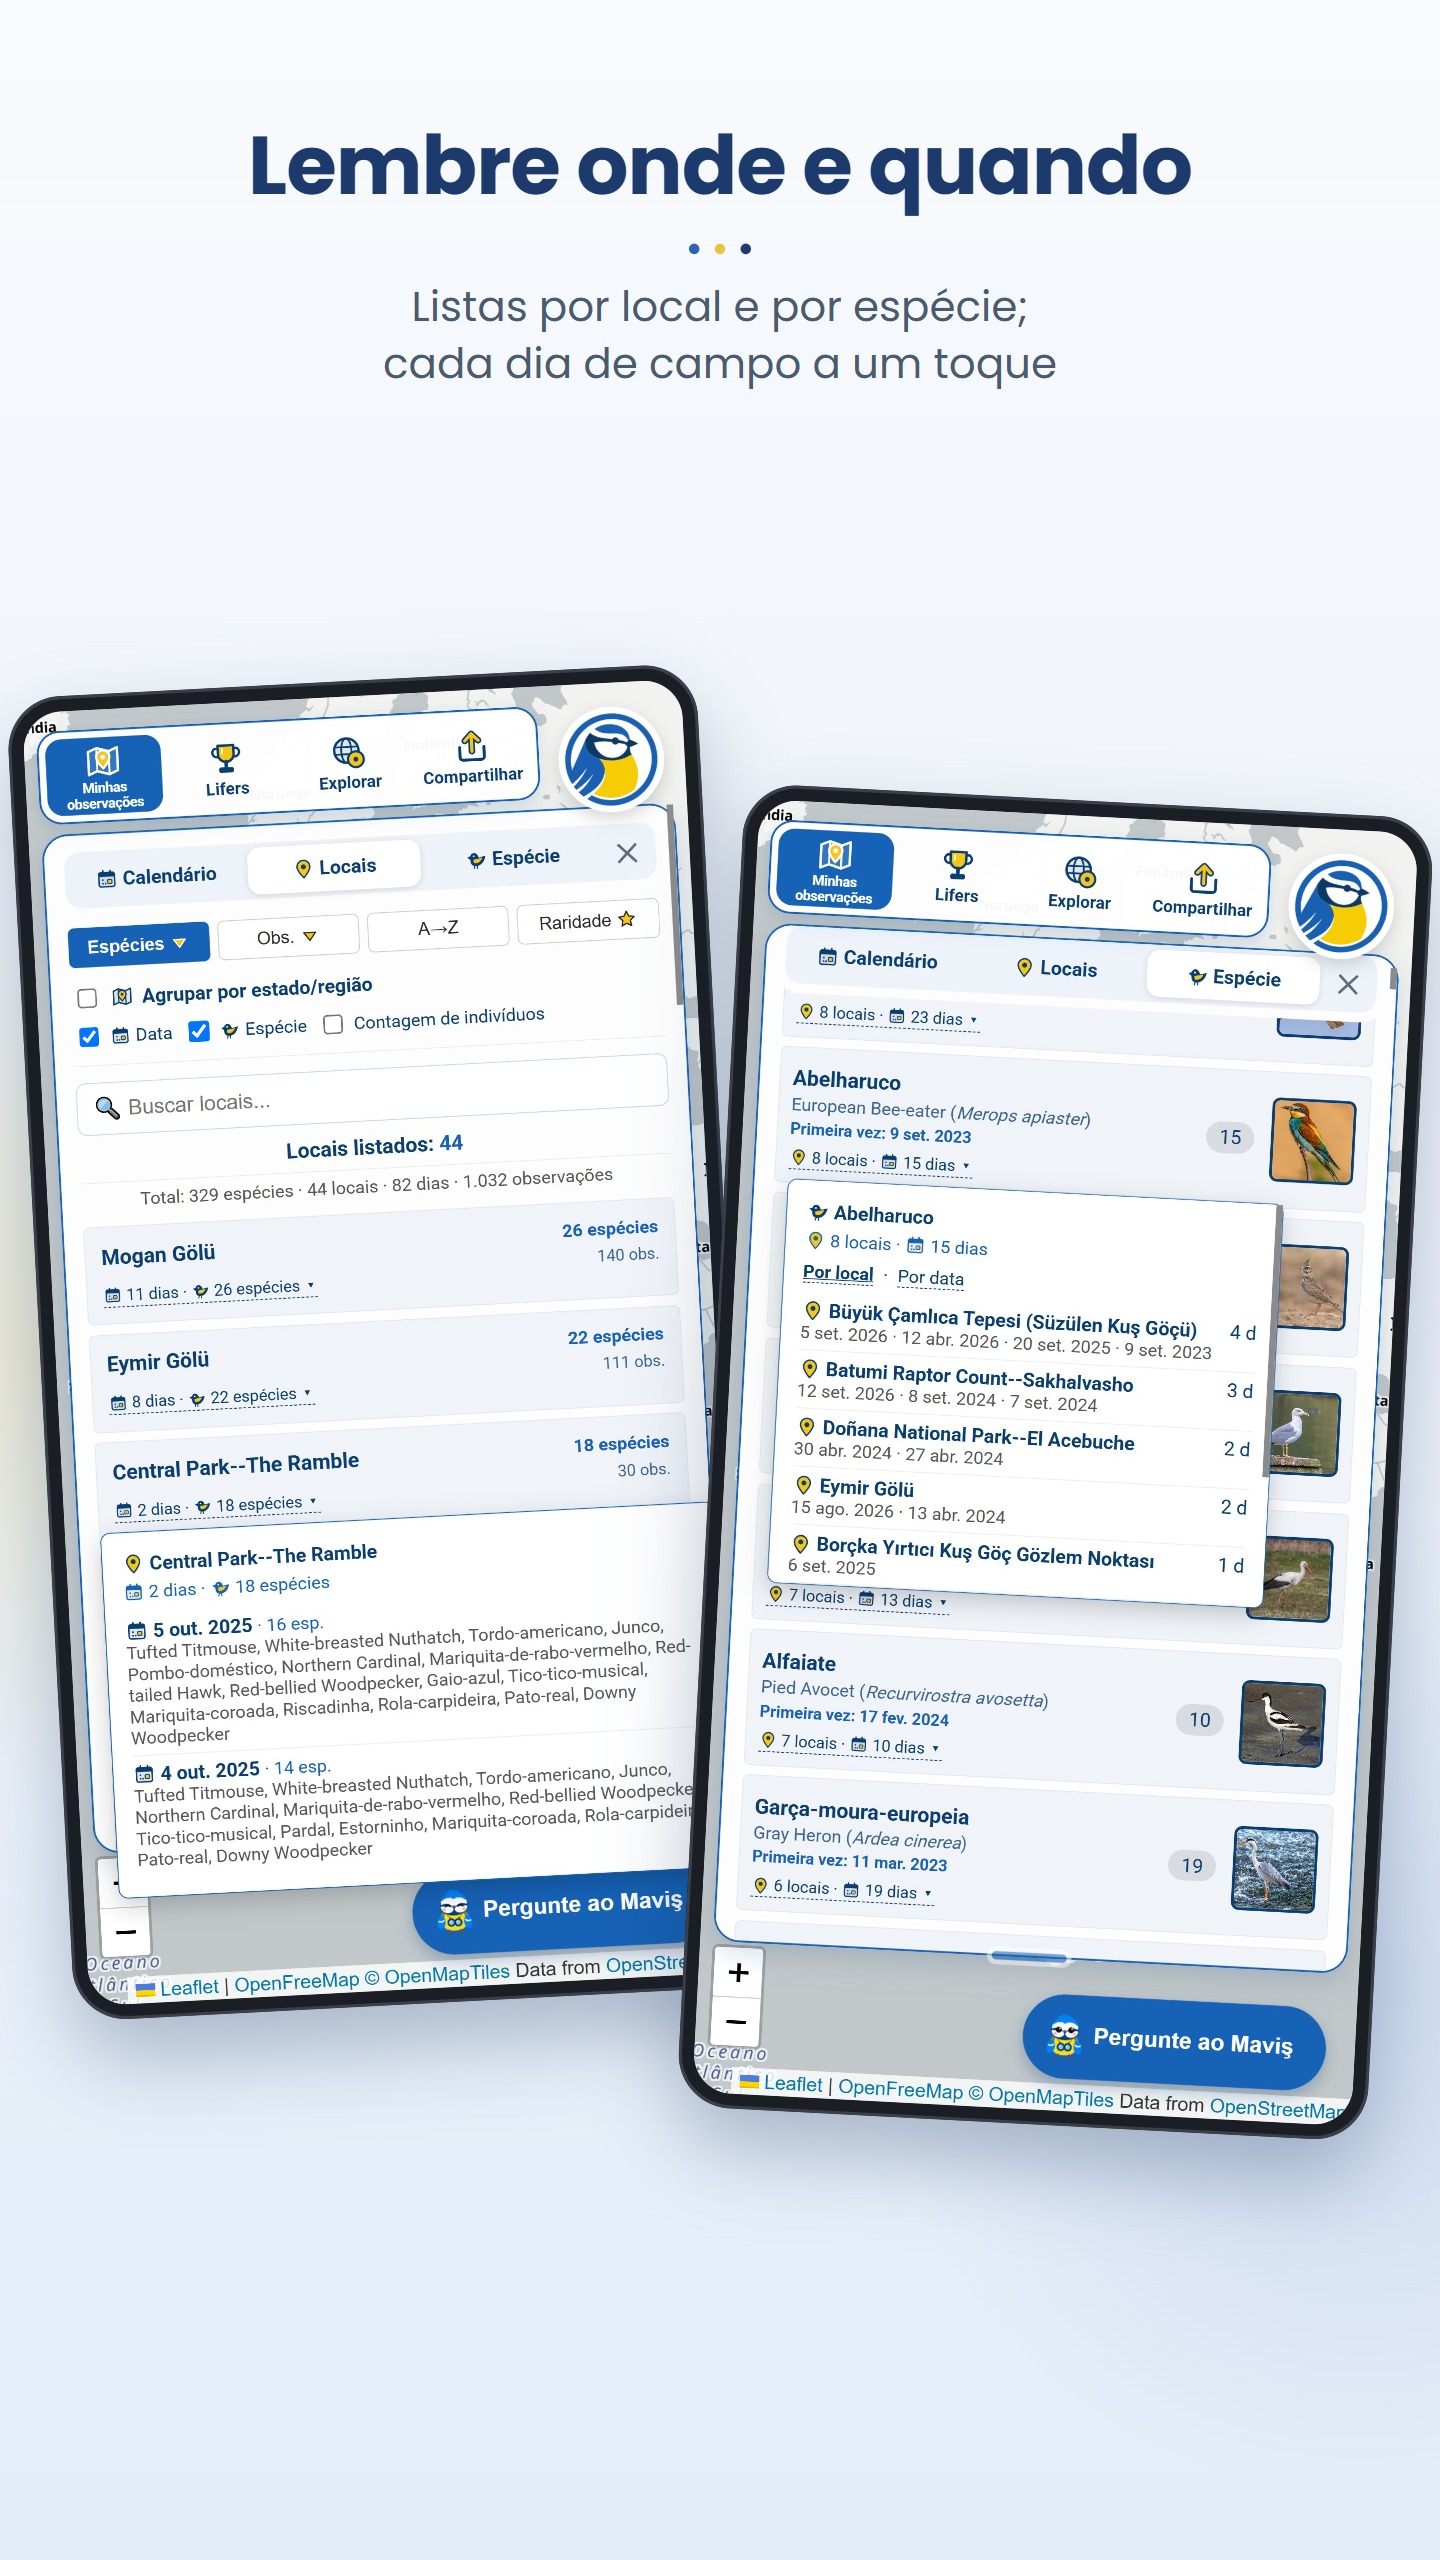 Lembre onde e quando
Listas por local e por espécie;
cada dia de campo a um toque
Minhas
observações
Lifers
Explorar
Compartilhar
Calendário
Locais
Espécie
Espécies
Obs.
A→Z
Raridade
Agrupar por estado/região
Data
Espécie
Contagem de indivíduos
Buscar locais...
Locais listados: 44
Total: 329 espécies · 44 locais · 82 dias · 1.032 observações
Mogan Gölü
26 espécies
140 obs.
11 dias · 26 espécies
Eymir Gölü
22 espécies
111 obs.
8 dias · 22 espécies
Central Park--The Ramble
18 espécies
30 obs.
2 dias · 18 espécies
Central Park--The Ramble
2 dias · 18 espécies
5 out. 2025 · 16 esp.
Tufted Titmouse, White-breasted Nuthatch, Tordo-americano, Junco,
Pombo-doméstico, Northern Cardinal, Mariquita-de-rabo-vermelho, Red-
tailed Hawk, Red-bellied Woodpecker, Gaio-azul, Tico-tico-musical,
Mariquita-coroada, Riscadinha, Rola-carpideira, Pato-real, Downy
Woodpecker
4 out. 2025 · 14 esp.
Tufted Titmouse, White-breasted Nuthatch, Tordo-americano, Junco,
Northern Cardinal, Mariquita-de-rabo-vermelho, Red-bellied Woodpecke
Tico-tico-musical, Pardal, Estorninho, Mariquita-coroada, Rola-carpideir
Pato-real, Downy Woodpecker
−
Oceano
Pergunte ao Maviş
Leaflet | OpenFreeMap © OpenMapTiles Data from OpenStre
Minhas
observações
Lifers
Explorar
Compartilhar
Calendário
Locais
Espécie
8 locais · 23 dias
Abelharuco
European Bee-eater (Merops apiaster)
Primeira vez: 9 set. 2023
8 locais · 15 dias
15
Abelharuco
8 locais · 15 dias
Por local · Por data
Büyük Çamlıca Tepesi (Süzülen Kuş Göçü)
4 d
5 set. 2026 · 12 abr. 2026 · 20 set. 2025 · 9 set. 2023
Batumi Raptor Count--Sakhalvasho
3 d
12 set. 2026 · 8 set. 2024 · 7 set. 2024
Doñana National Park--El Acebuche
2 d
30 abr. 2024 · 27 abr. 2024
Eymir Gölü
2 d
15 ago. 2026 · 13 abr. 2024
Borçka Yırtıcı Kuş Göç Gözlem Noktası
1 d
6 set. 2025
7 locais · 13 dias
Alfaiate
Pied Avocet (Recurvirostra avosetta)
Primeira vez: 17 fev. 2024
7 locais · 10 dias
10
Garça-moura-europeia
Gray Heron (Ardea cinerea)
Primeira vez: 11 mar. 2023
6 locais · 19 dias
19
+
−
Oceano
Pergunte ao Maviş
Leaflet | OpenFreeMap © OpenMapTiles Data from OpenStreetMap